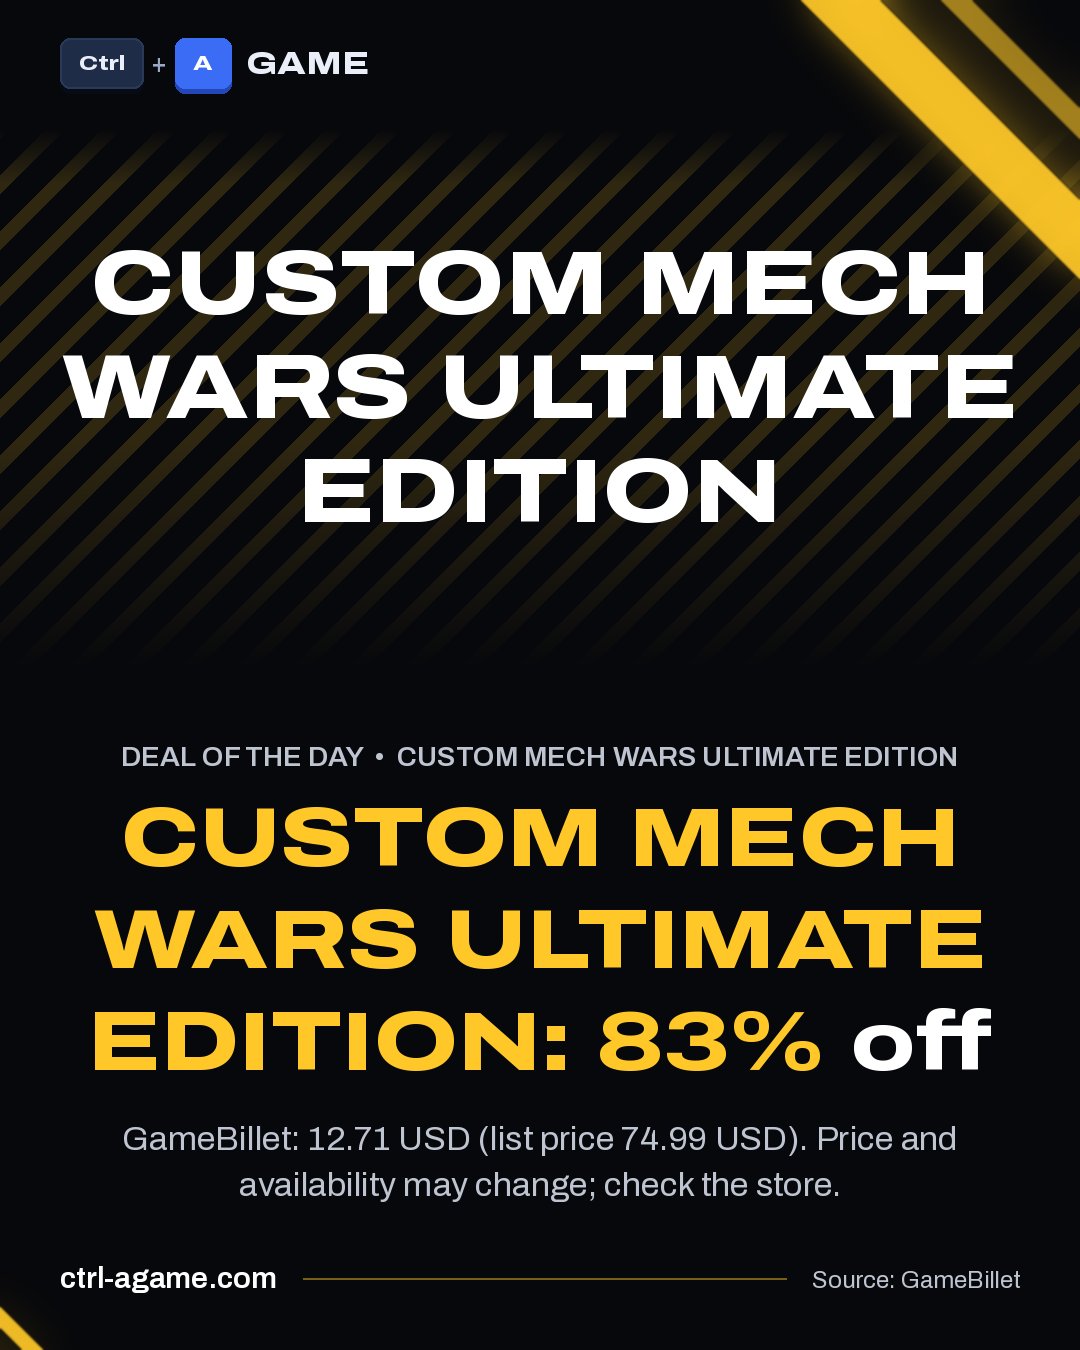 Ctrl + A GAME
CUSTOM MECH
WARS ULTIMATE
EDITION
DEAL OF THE DAY • CUSTOM MECH WARS ULTIMATE EDITION
CUSTOM MECH
WARS ULTIMATE
EDITION: 83% off
GameBillet: 12.71 USD (list price 74.99 USD). Price and
availability may change; check the store.
ctrl-agame.com
Source: GameBillet